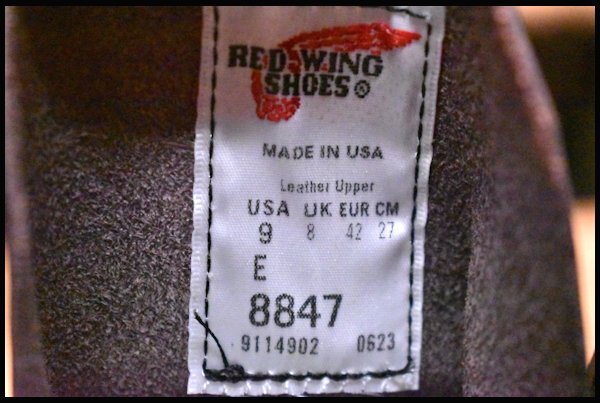 RED WING
SHOES®
MADE IN USA
Leather Upper
USA UK EUR CM
9 8 42 27
E
8847
9114902 0623